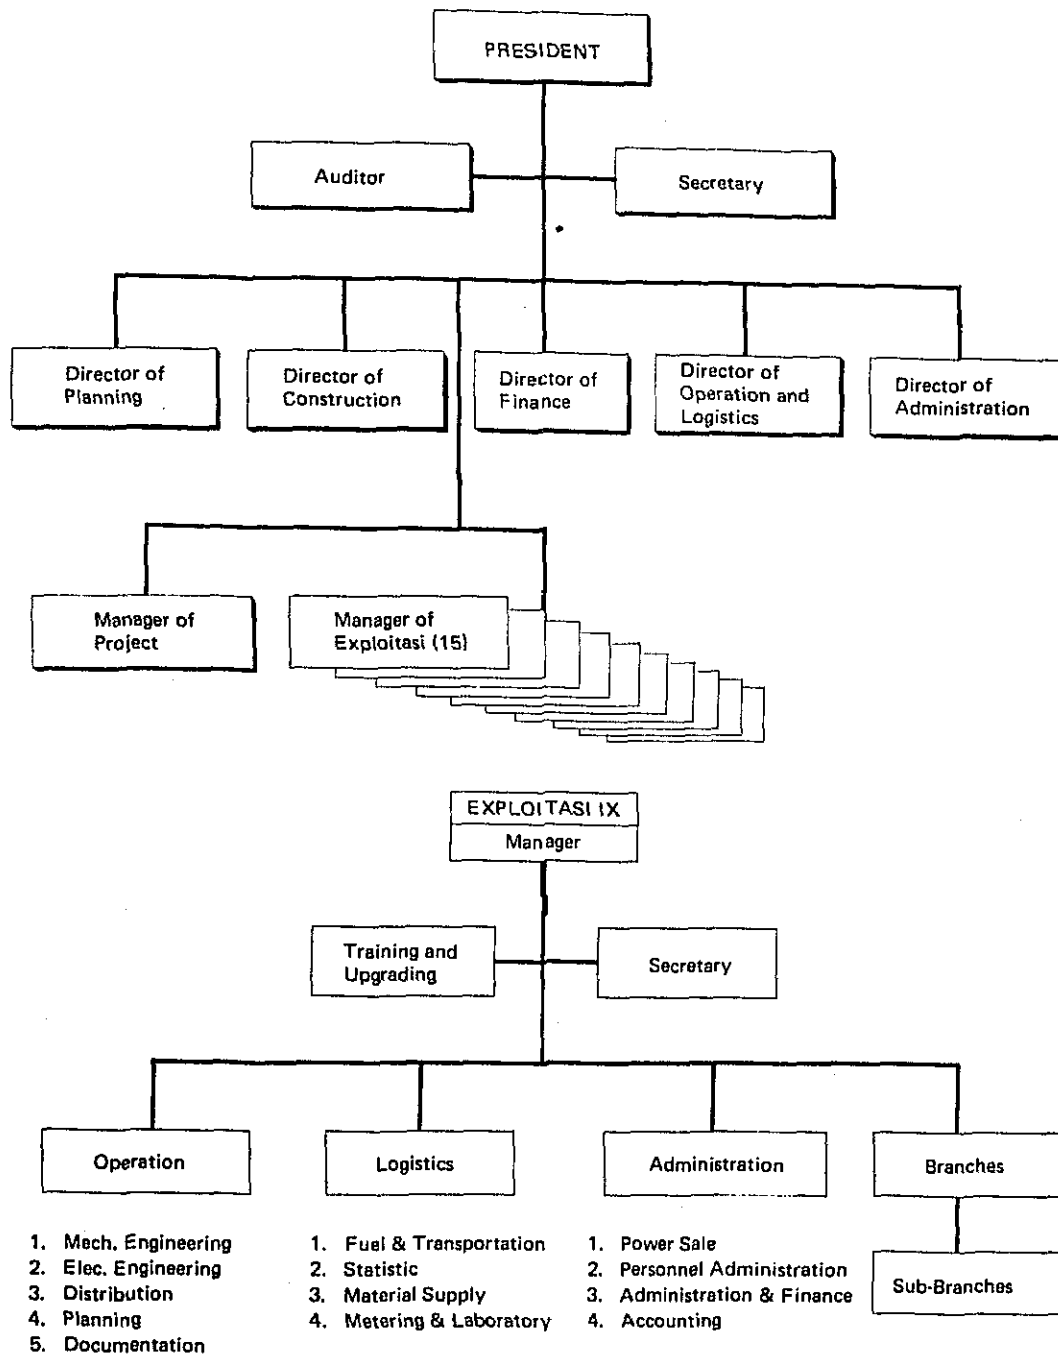 PRESIDENT
Auditor
Secretary
Director of
Planning
Director of
Construction
Director of
Finance
Director of
Operation and
Logistics
Director of
Administration
Manager of
Project
Manager of
Exploitasi (15)
EXPLOITASI IX
Manager
Training and
Upgrading
Secretary
Operation
Logistics
Administration
Branches
1. Mech. Engineering
2. Elec. Engineering
3. Distribution
4. Planning
5. Documentation
1. Fuel & Transportation
2. Statistic
3. Material Supply
4. Metering & Laboratory
1. Power Sale
2. Personnel Administration
3. Administration & Finance
4. Accounting
Sub-Branches